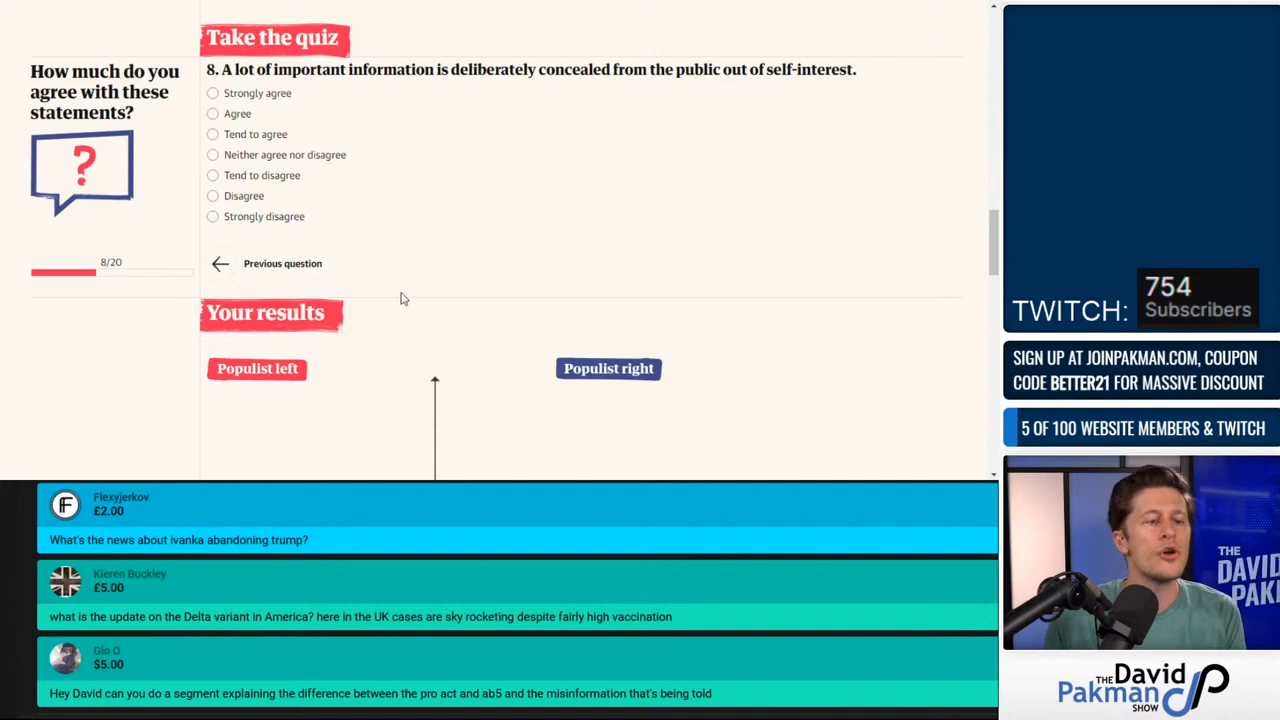 Take the quiz
How much do you
agree with these
statements?
?
8/20
8. A lot of important information is deliberately concealed from the public out of self-interest.
Strongly agree
Agree
Tend to agree
Neither agree nor disagree
Tend to disagree
Disagree
Strongly disagree
Previous question
Your results
Populist left
Populist right
TWITCH:
754
Subscribers
SIGN UP AT JOINPAKMAN.COM, COUPON
CODE BETTER21 FOR MASSIVE DISCOUNT
5 OF 100 WEBSITE MEMBERS & TWITCH
Flexyjerkov
£2.00
What's the news about ivanka abandoning trump?
Kieren Buckley
£5.00
what is the update on the Delta variant in America? here in the UK cases are sky rocketing despite fairly high vaccination
Gio O
$5.00
Hey David can you do a segment explaining the difference between the pro act and ab5 and the misinformation that's being told
THE
DAVID
PAK
THE David
Pakman
SHOW